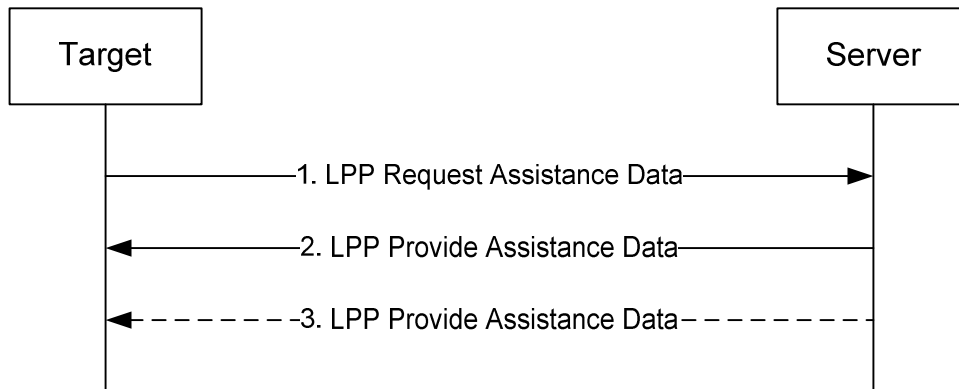 Target
Server
1. LPP Request Assistance Data
2. LPP Provide Assistance Data
3. LPP Provide Assistance Data